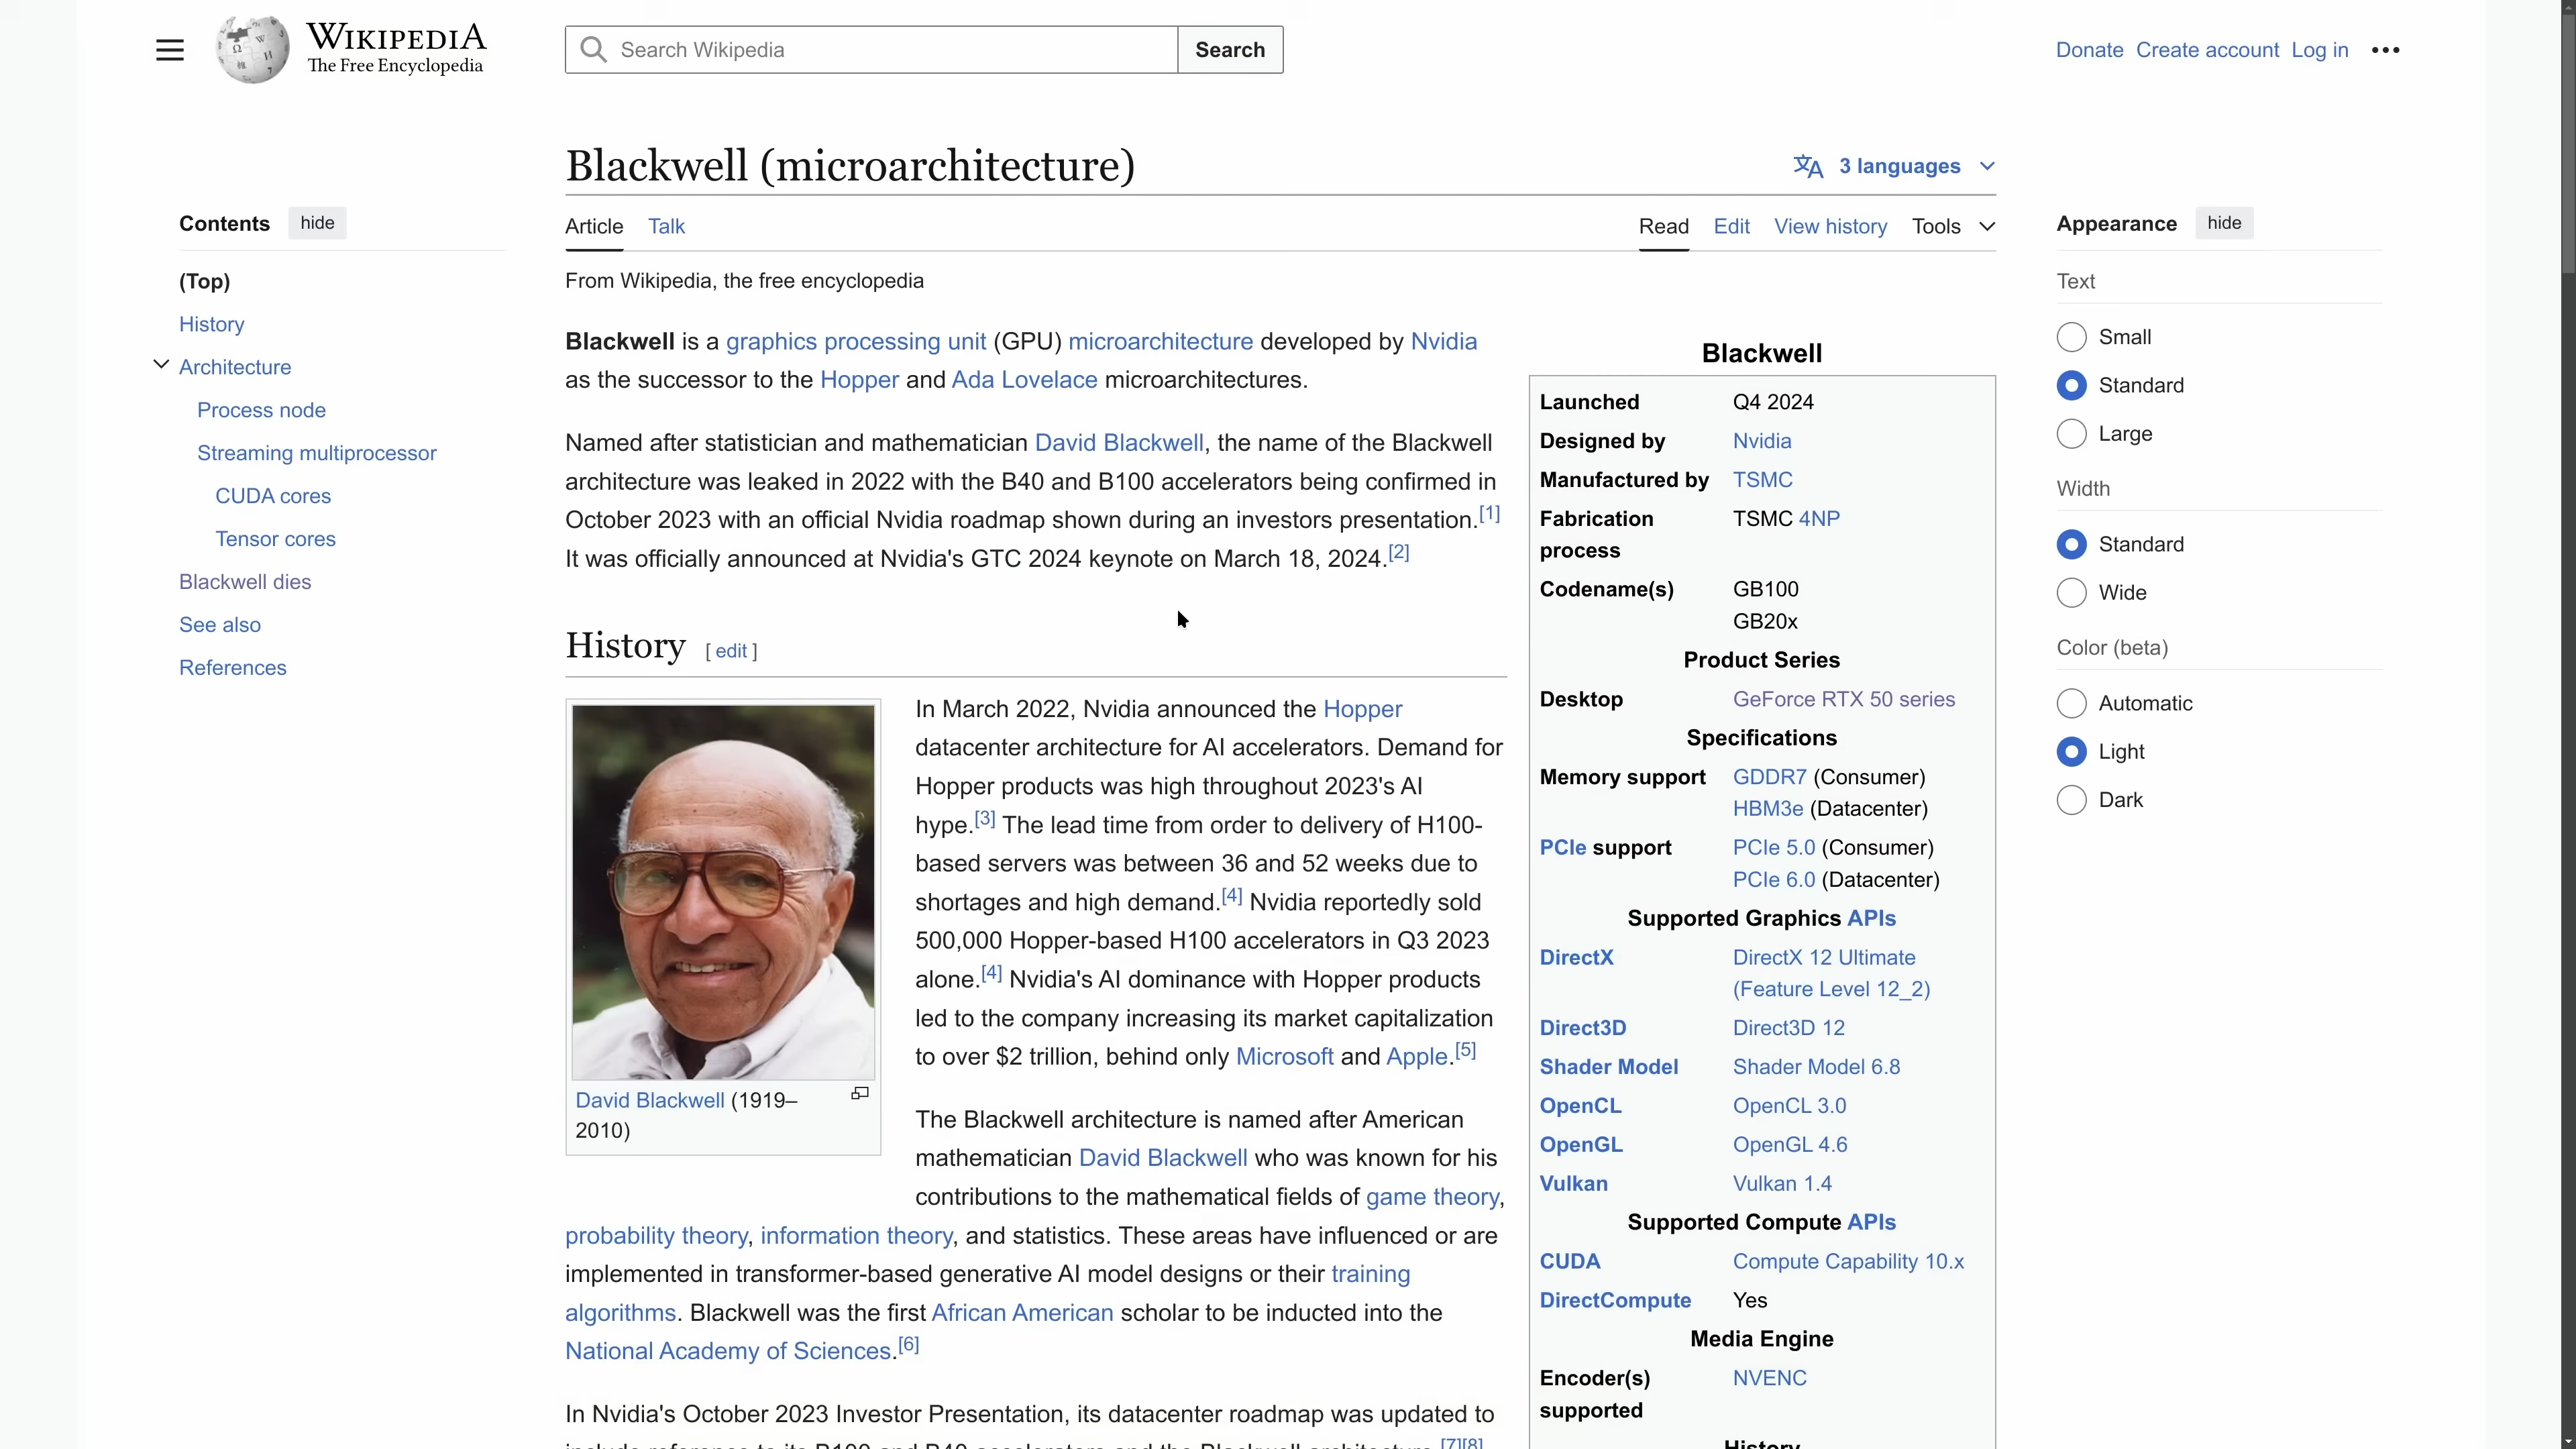 WIKIPEDIA
The Free Encyclopedia
Search Wikipedia
Search
Donate Create account Log in
Blackwell (microarchitecture)
3 languages
Contents hide
(Top)
History
Architecture
Process node
Streaming multiprocessor
CUDA cores
Tensor cores
Blackwell dies
See also
References
Article Talk
Read Edit View history Tools
From Wikipedia, the free encyclopedia
Blackwell is a graphics processing unit (GPU) microarchitecture developed by Nvidia
as the successor to the Hopper and Ada Lovelace microarchitectures.
Named after statistician and mathematician David Blackwell, the name of the Blackwell
architecture was leaked in 2022 with the B40 and B100 accelerators being confirmed in
October 2023 with an official Nvidia roadmap shown during an investors presentation.[1]
It was officially announced at Nvidia's GTC 2024 keynote on March 18, 2024.[2]
History [ edit ]
David Blackwell (1919–
2010)
In March 2022, Nvidia announced the Hopper
datacenter architecture for AI accelerators. Demand for
Hopper products was high throughout 2023's AI
hype.[3] The lead time from order to delivery of H100-
based servers was between 36 and 52 weeks due to
shortages and high demand.[4] Nvidia reportedly sold
500,000 Hopper-based H100 accelerators in Q3 2023
alone.[4] Nvidia's AI dominance with Hopper products
led to the company increasing its market capitalization
to over $2 trillion, behind only Microsoft and Apple.[5]
The Blackwell architecture is named after American
mathematician David Blackwell who was known for his
contributions to the mathematical fields of game theory,
probability theory, information theory, and statistics. These areas have influenced or are
implemented in transformer-based generative AI model designs or their training
algorithms. Blackwell was the first African American scholar to be inducted into the
National Academy of Sciences.[6]
In Nvidia's October 2023 Investor Presentation, its datacenter roadmap was updated to
include reference to its B100 and B40 accelerators and the Blackwell architecture.[7][8]
Blackwell
Launched Q4 2024
Designed by Nvidia
Manufactured by TSMC
Fabrication TSMC 4NP
process
Codename(s) GB100
GB20x
Product Series
Desktop GeForce RTX 50 series
Specifications
Memory support GDDR7 (Consumer)
HBM3e (Datacenter)
PCIe support PCIe 5.0 (Consumer)
PCIe 6.0 (Datacenter)
Supported Graphics APIs
DirectX DirectX 12 Ultimate
(Feature Level 12_2)
Direct3D Direct3D 12
Shader Model Shader Model 6.8
OpenCL OpenCL 3.0
OpenGL OpenGL 4.6
Vulkan Vulkan 1.4
Supported Compute APIs
CUDA Compute Capability 10.x
DirectCompute Yes
Media Engine
Encoder(s) NVENC
supported
History
Appearance hide
Text
Small
Standard
Large
Width
Standard
Wide
Color (beta)
Automatic
Light
Dark